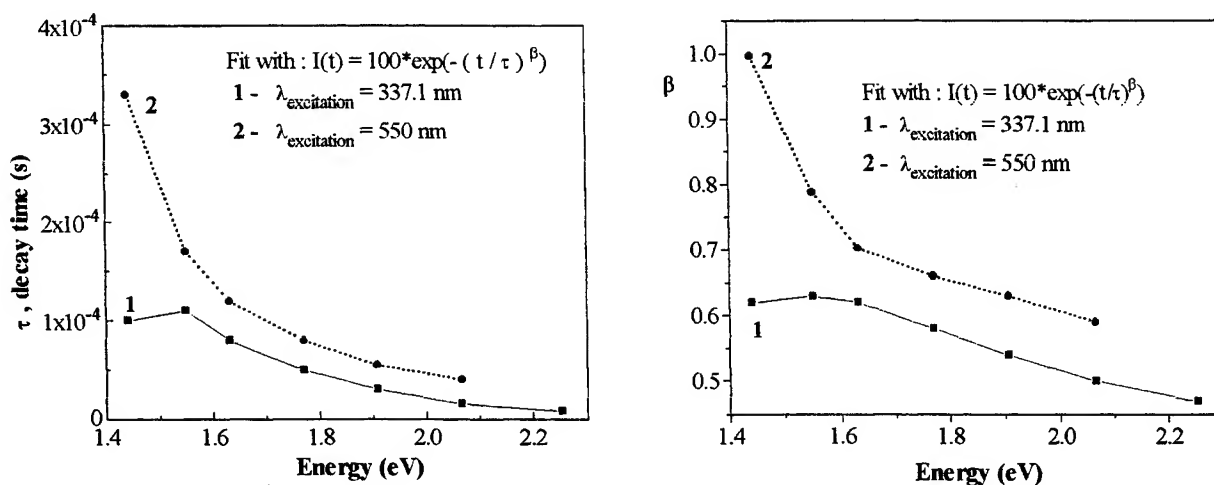 4x10⁻⁴
3x10⁻⁴
2x10⁻⁴
1x10⁻⁴
0
τ , decay time (s)
Fit with : I(t) = 100*exp(-( t / τ )^β)
1 - λexcitation = 337.1 nm
2 - λexcitation = 550 nm
2
1
1.4 1.6 1.8 2.0 2.2
Energy (eV)
1.0
0.9
0.8
0.7
0.6
0.5
β
Fit with : I(t) = 100*exp(-(t/τ)^β)
1 - λexcitation = 337.1 nm
2 - λexcitation = 550 nm
2
1
1.4 1.6 1.8 2.0 2.2
Energy (eV)